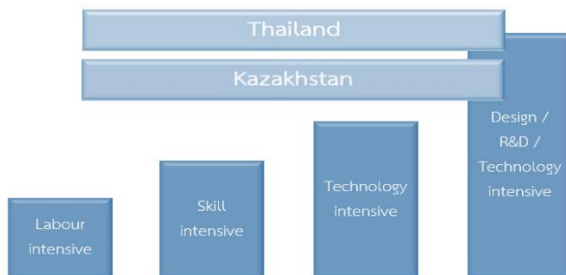 Thailand
Kazakhstan
Design /
R&D /
Technology
intensive
Technology
intensive
Skill
intensive
Labour
intensive